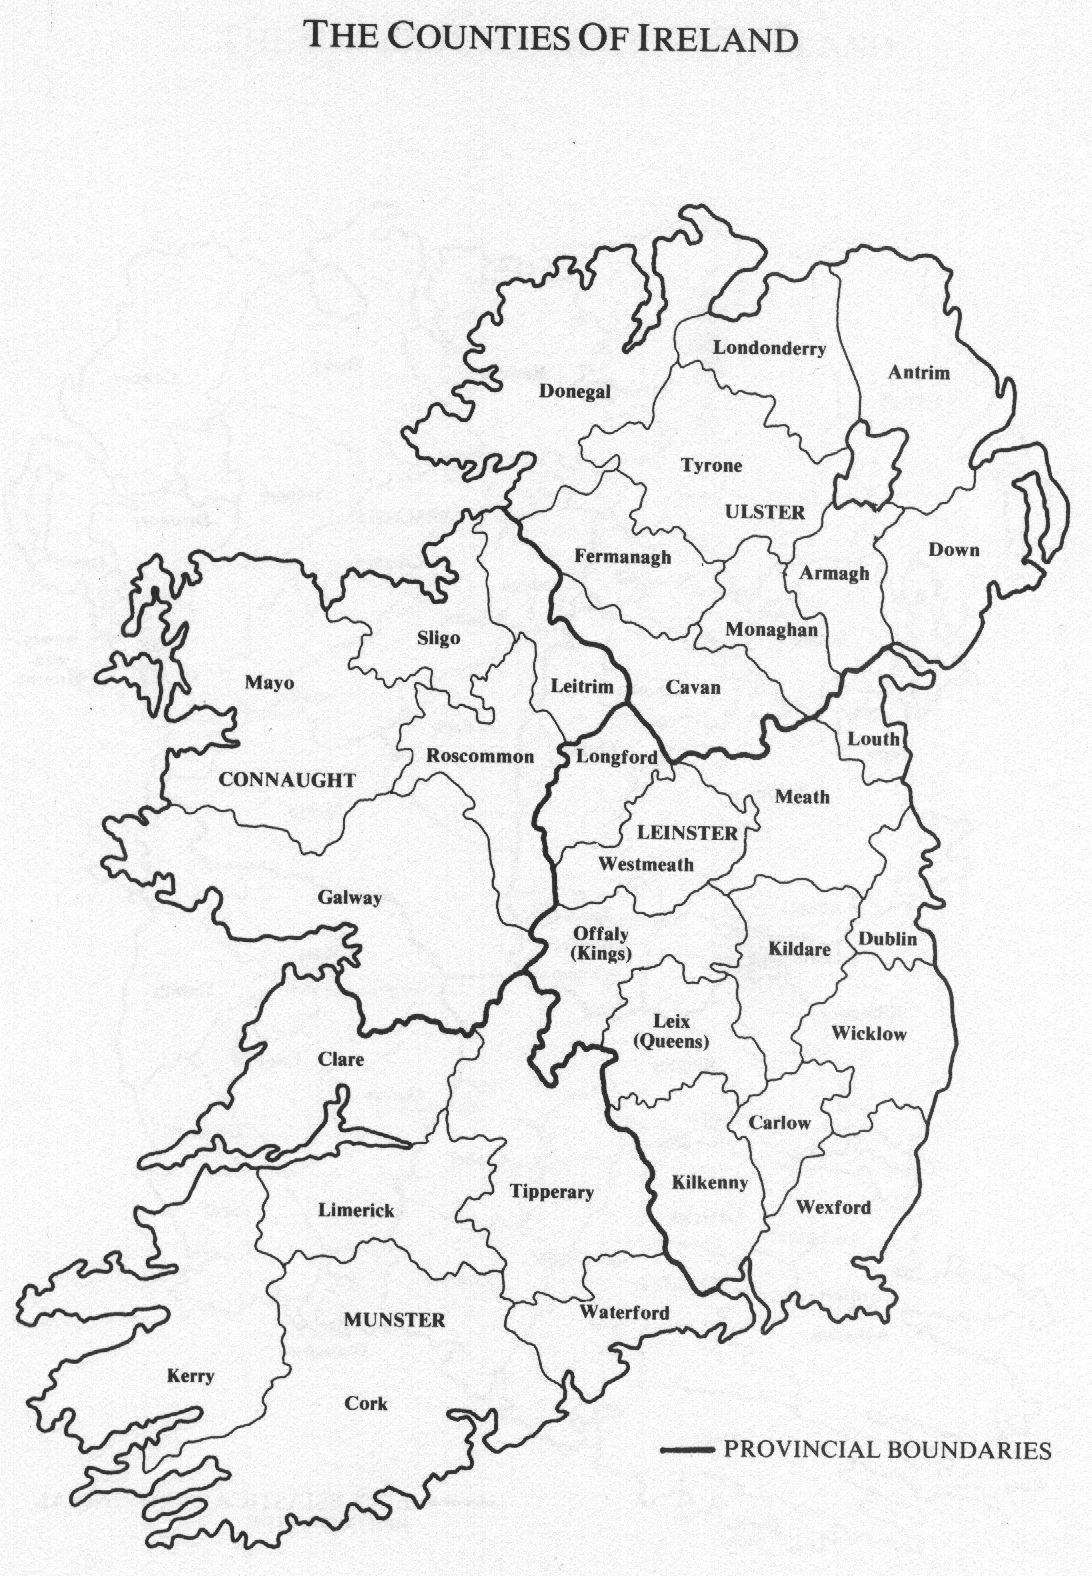 THE COUNTIES OF IRELAND
Londonderry
Antrim
Donegal
Tyrone
ULSTER
Down
Fermanagh
Armagh
Monaghan
Sligo
Mayo
Leitrim
Cavan
Louth
Roscommon
Longford
CONNAUGHT
Meath
LEINSTER
Westmeath
Galway
Offaly
(Kings)
Kildare
Dublin
Leix
(Queens)
Wicklow
Clare
Carlow
Kilkenny
Tipperary
Limerick
Wexford
Waterford
MUNSTER
Kerry
Cork
PROVINCIAL BOUNDARIES